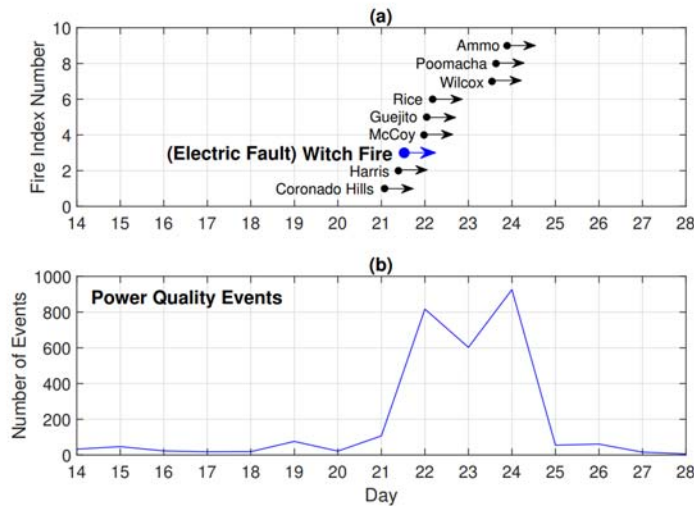 (a)
Fire Index Number
10
8
6
4
2
0
Ammo
Poomacha
Wilcox
Rice
Guejito
McCoy
(Electric Fault) Witch Fire
Harris
Coronado Hills
14 15 16 17 18 19 20 21 22 23 24 25 26 27 28
(b)
Number of Events
1000
800
600
400
200
0
Power Quality Events
14 15 16 17 18 19 20 21 22 23 24 25 26 27 28
Day